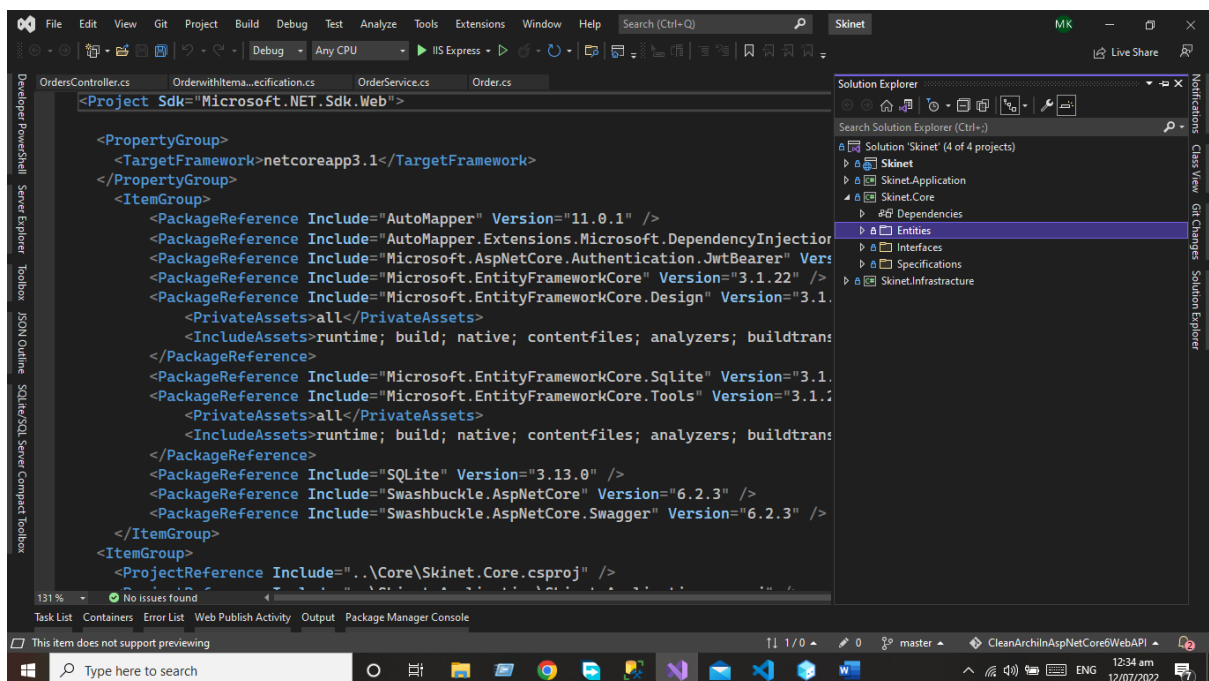 File Edit View Git Project Build Debug Test Analyze Tools Extensions Window Help Search (Ctrl+Q) Skinet MK
Debug Any CPU IIS Express Live Share
OrdersController.cs OrderwithItema...ecification.cs OrderService.cs Order.cs
<Project Sdk="Microsoft.NET.Sdk.Web">
<PropertyGroup>
<TargetFramework>netcoreapp3.1</TargetFramework>
</PropertyGroup>
<ItemGroup>
<PackageReference Include="AutoMapper" Version="11.0.1" />
<PackageReference Include="AutoMapper.Extensions.Microsoft.DependencyInjection
<PackageReference Include="Microsoft.AspNetCore.Authentication.JwtBearer" Vers
<PackageReference Include="Microsoft.EntityFrameworkCore" Version="3.1.22" />
<PackageReference Include="Microsoft.EntityFrameworkCore.Design" Version="3.1.
<PrivateAssets>all</PrivateAssets>
<IncludeAssets>runtime; build; native; contentfiles; analyzers; buildtrans
</PackageReference>
<PackageReference Include="Microsoft.EntityFrameworkCore.Sqlite" Version="3.1.
<PackageReference Include="Microsoft.EntityFrameworkCore.Tools" Version="3.1.2
<PrivateAssets>all</PrivateAssets>
<IncludeAssets>runtime; build; native; contentfiles; analyzers; buildtrans
</PackageReference>
<PackageReference Include="SQLite" Version="3.13.0" />
<PackageReference Include="Swashbuckle.AspNetCore" Version="6.2.3" />
<PackageReference Include="Swashbuckle.AspNetCore.Swagger" Version="6.2.3" />
</ItemGroup>
<ItemGroup>
<ProjectReference Include="..\Core\Skinet.Core.csproj" />
Solution Explorer
Search Solution Explorer (Ctrl+;)
Solution 'Skinet' (4 of 4 projects)
Skinet
Skinet.Application
Skinet.Core
Dependencies
Entities
Interfaces
Specifications
Skinet.Infrastracture
Developer PowerShell
Server Explorer
Toolbox
JSON Outline
SQLite/SQL Server Compact Toolbox
Notifications
Class View
Git Changes
Solution Explorer
131 % No issues found
Task List Containers Error List Web Publish Activity Output Package Manager Console
This item does not support previewing 1 / 0 0 master CleanArchiInAspNetCore6WebAPI 2
Type here to search ENG 12:34 am
12/07/2022 7